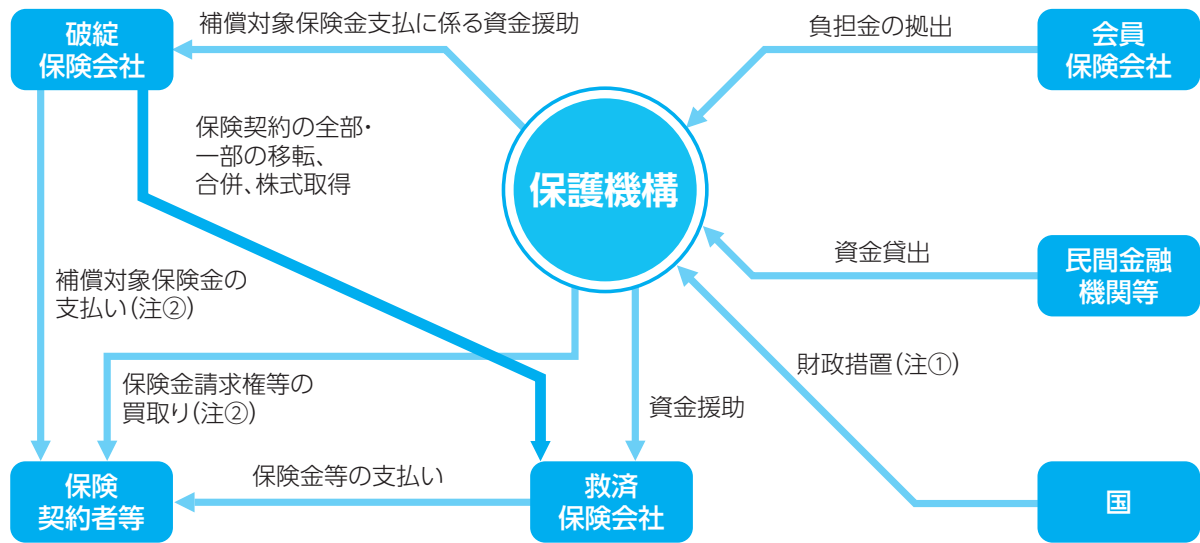 破綻
保険会社
補償対象保険金支払に係る資金援助
負担金の拠出
会員
保険会社
保険契約の全部・
一部の移転、
合併、株式取得
保護機構
補償対象保険金の
支払い(注②)
資金貸出
民間金融
機関等
保険金請求権等の
買取り(注②)
資金援助
財政措置(注①)
保険
契約者等
保険金等の支払い
救済
保険会社
国